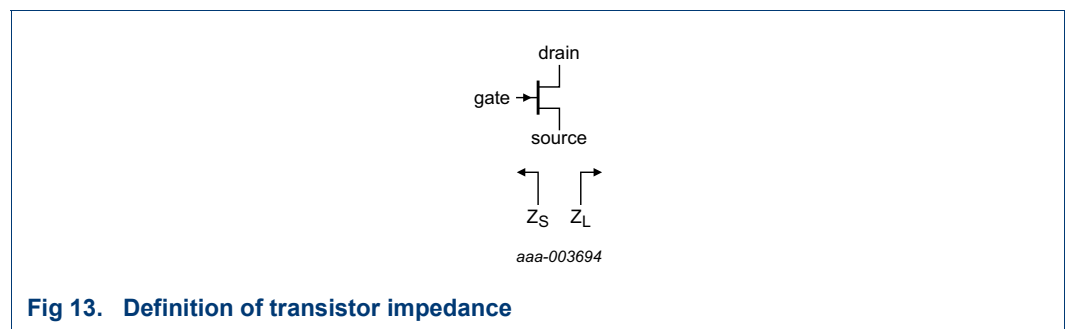 drain
gate
source
ZS ZL
aaa-003694
Fig 13. Definition of transistor impedance